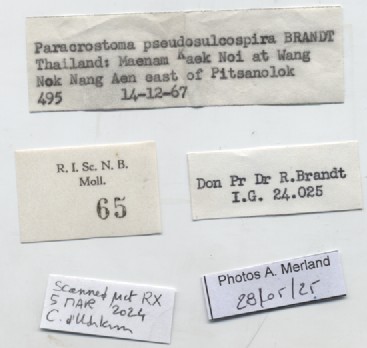 Paracrostoma pseudosulcospira BRANDT
Thailand: Maenam Kaek Noi at Wang
Nok Nang Aen east of Pitsanolok
495 14-12-67
R. I. Sc. N. B.
Moll.
65
Don Pr Dr R.Brandt
I.G. 24.025
Scanned μct RX
5 MAR 2024
C.
Photos A. Merland
28/05/25